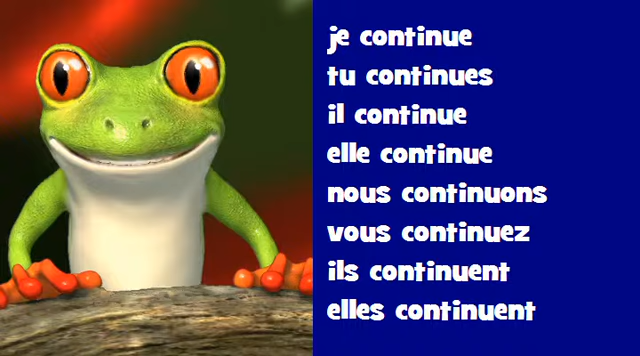 je continue
tu continues
il continue
elle continue
nous continuons
vous continuez
ils continuent
elles continuent